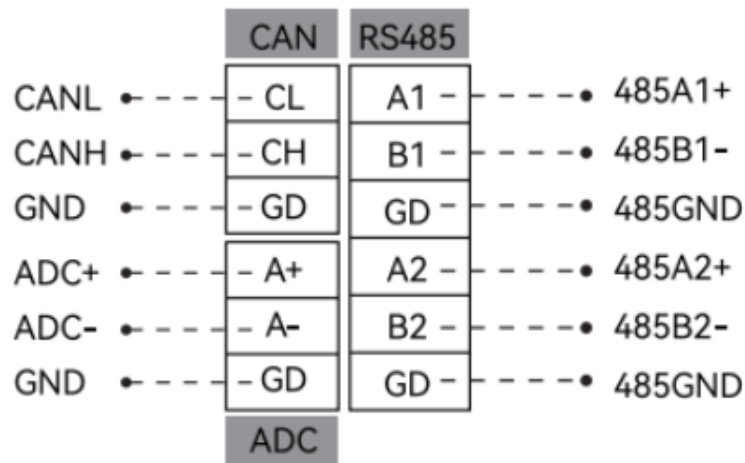 CAN RS485
CANL CL A1 485A1+
CANH CH B1 485B1-
GND GD GD 485GND
ADC+ A+ A2 485A2+
ADC- A- B2 485B2-
GND GD GD 485GND
ADC